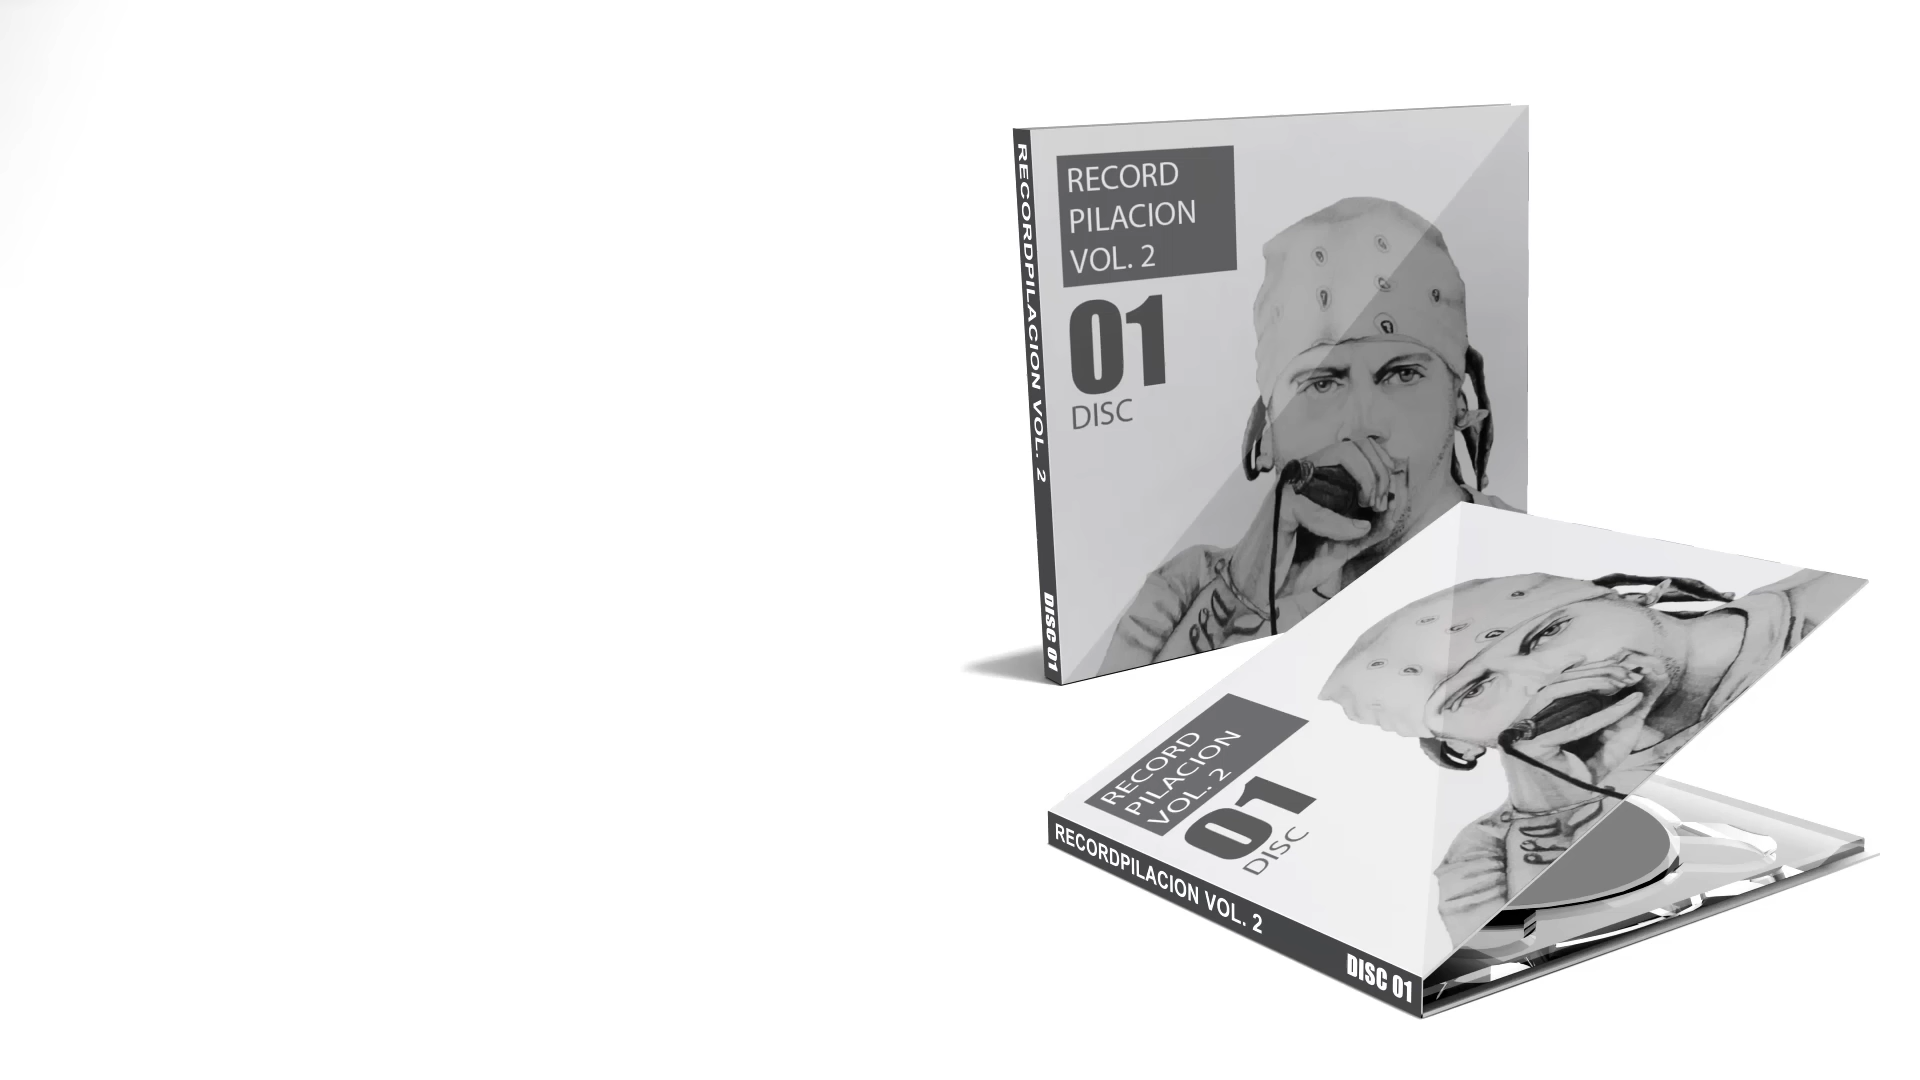 RECORDPILACION VOL. 2
DISC 01
RECORD
PILACION
VOL. 2
01
DISC
RECORD
PILACION
VOL. 2
01
DISC
RECORDPILACION VOL. 2
DISC 01